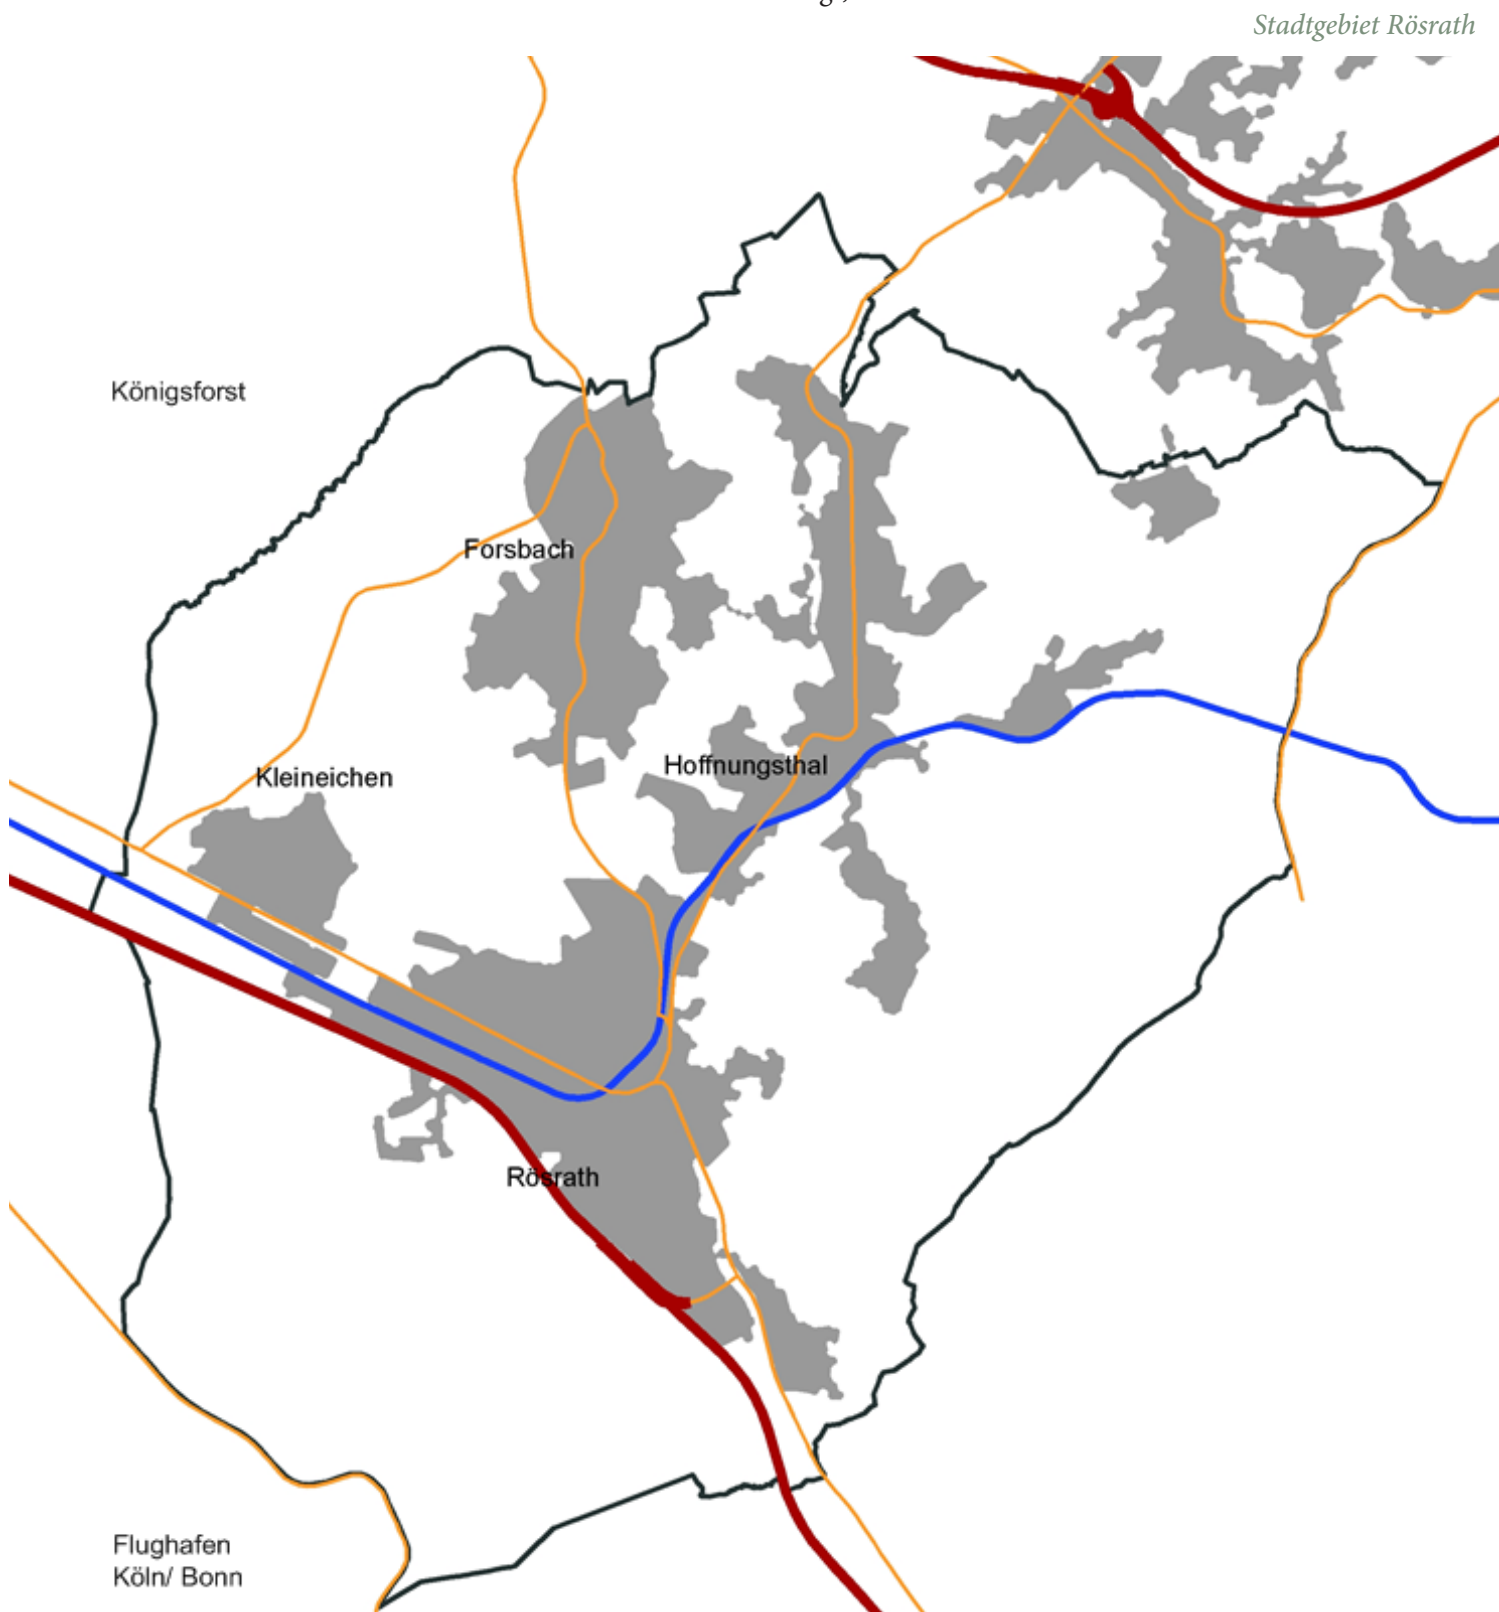 Stadtgebiet Rösrath
Königsforst
Forsbach
Hoffnungsthal
Kleineichen
Rösrath
Flughafen
Köln/ Bonn